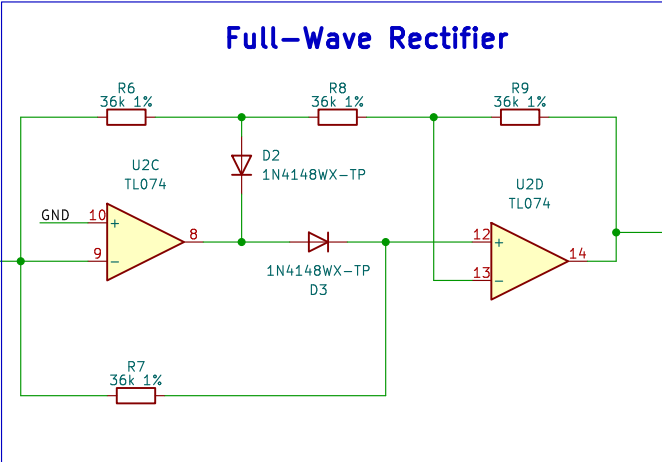 Full-Wave Rectifier
R6
36k 1%
R8
36k 1%
R9
36k 1%
D2
1N4148WX-TP
U2C
TL074
U2D
TL074
GND
10
+
8
9
-
12
+
14
13
-
1N4148WX-TP
D3
R7
36k 1%